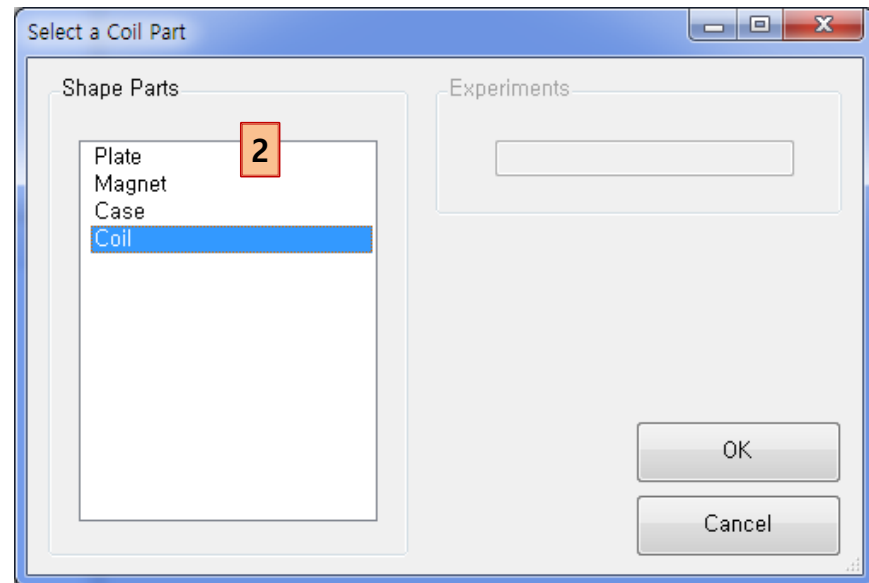 Select a Coil Part
Shape Parts
2
Plate
Magnet
Case
Coil
Experiments
OK
Cancel